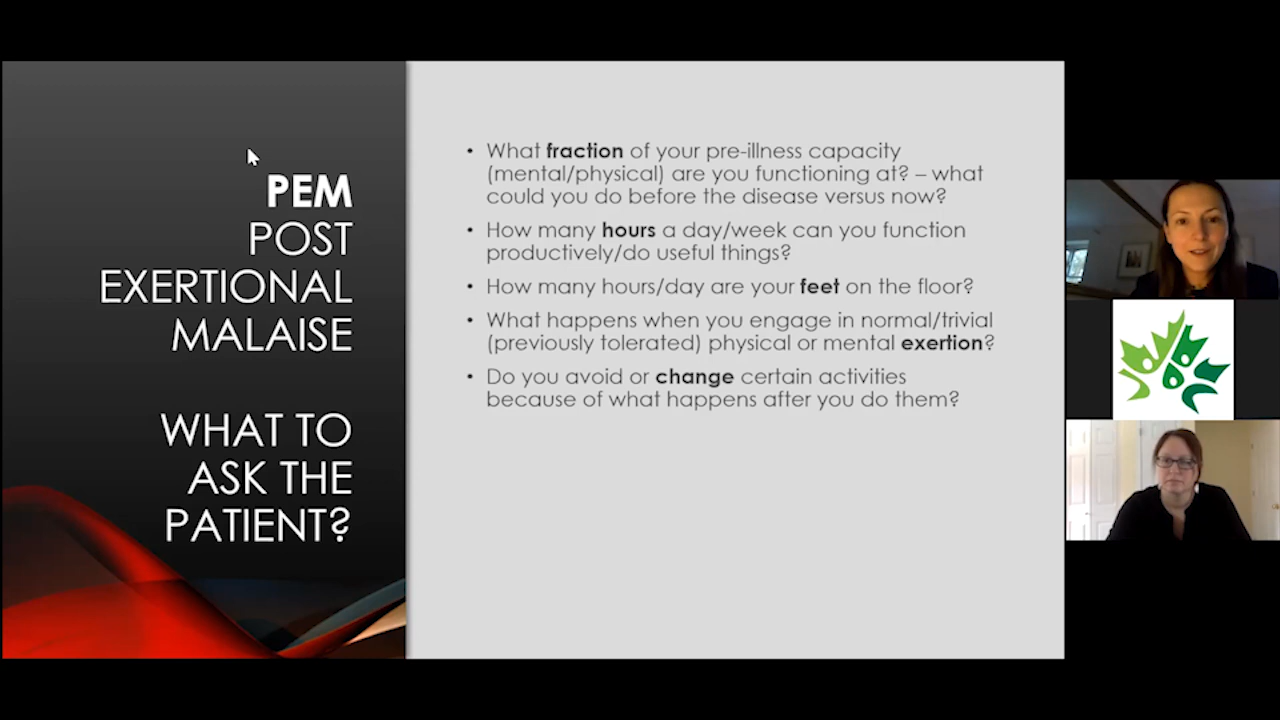 PEM
POST
EXERTIONAL
MALAISE
WHAT TO
ASK THE
PATIENT?
• What fraction of your pre-illness capacity
(mental/physical) are you functioning at? – what
could you do before the disease versus now?
• How many hours a day/week can you function
productively/do useful things?
• How many hours/day are your feet on the floor?
• What happens when you engage in normal/trivial
(previously tolerated) physical or mental exertion?
• Do you avoid or change certain activities
because of what happens after you do them?